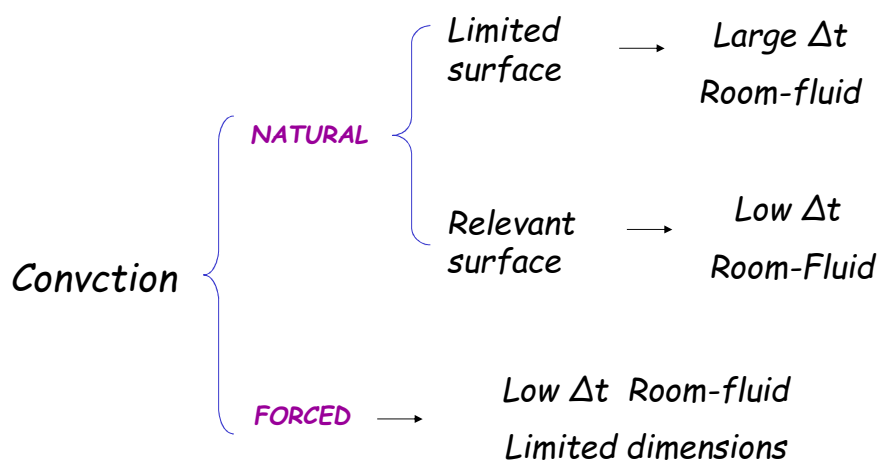 Limited
surface
Large Δt
Room-fluid
NATURAL
Relevant
surface
Low Δt
Room-Fluid
Convction
FORCED
Low Δt Room-fluid
Limited dimensions